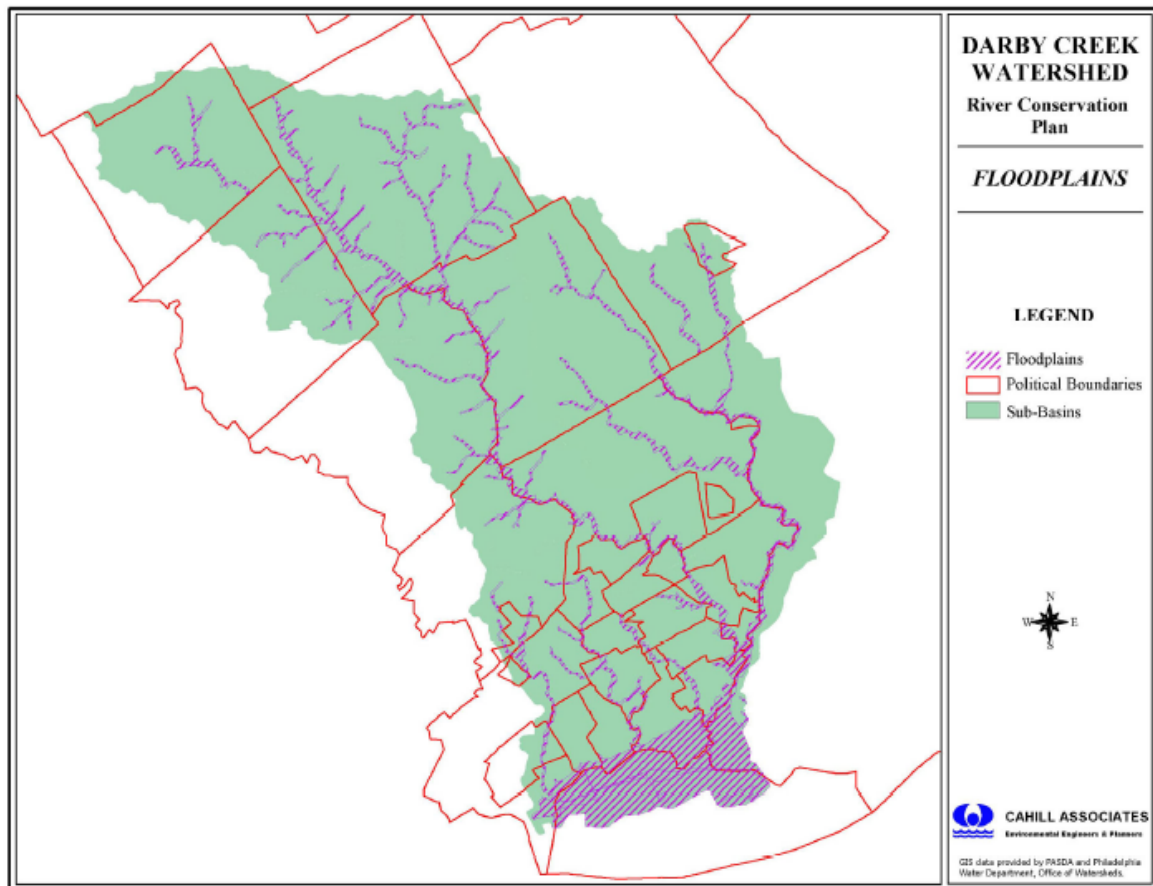 DARBY CREEK
WATERSHED
River Conservation
Plan
FLOODPLAINS
LEGEND
Floodplains
Political Boundaries
Sub-Basins
N
W E
S
CAHILL ASSOCIATES
Environmental Engineers & Planners
GIS data provided by PASDA and Philadelphia
Water Department, Office of Watersheds.